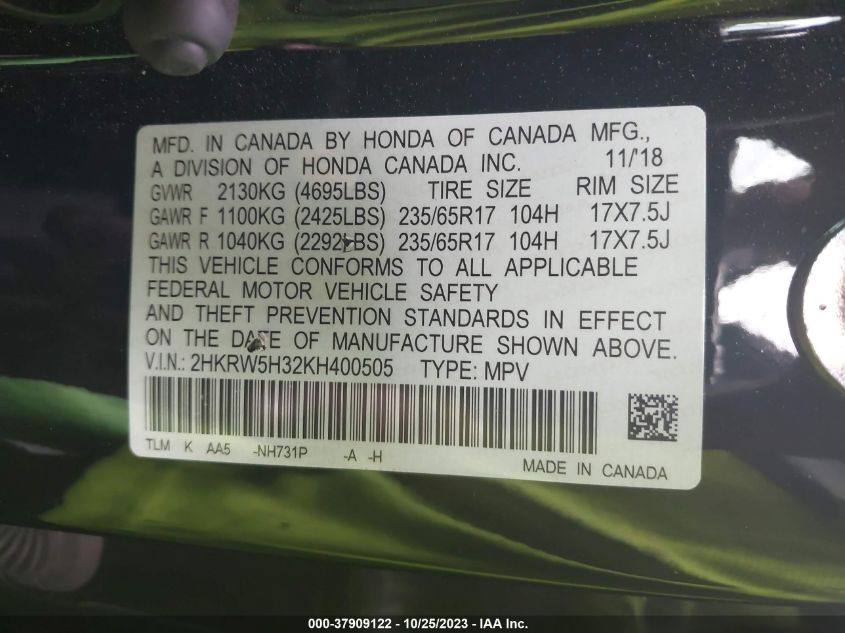 MFD. IN CANADA BY HONDA OF CANADA MFG.,
A DIVISION OF HONDA CANADA INC. 11/'18
GVWR 2130KG (4695LBS) TIRE SIZE RIM SIZE
GAWR F 1100KG (2425LBS) 235/65R17 104H 17X7.5J
GAWR R 1040KG (2292LBS) 235/65R17 104H 17X7.5J
THIS VEHICLE CONFORMS TO ALL APPLICABLE
FEDERAL MOTOR VEHICLE SAFETY
AND THEFT PREVENTION STANDARDS IN EFFECT
ON THE DATE OF MANUFACTURE SHOWN ABOVE.
V.I.N.: 2HKRW5H32KH400505 TYPE: MPV
TLM K AA5 -NH731P -A -H
MADE IN CANADA
000-37909122 - 10/25/2023 - IAA Inc.